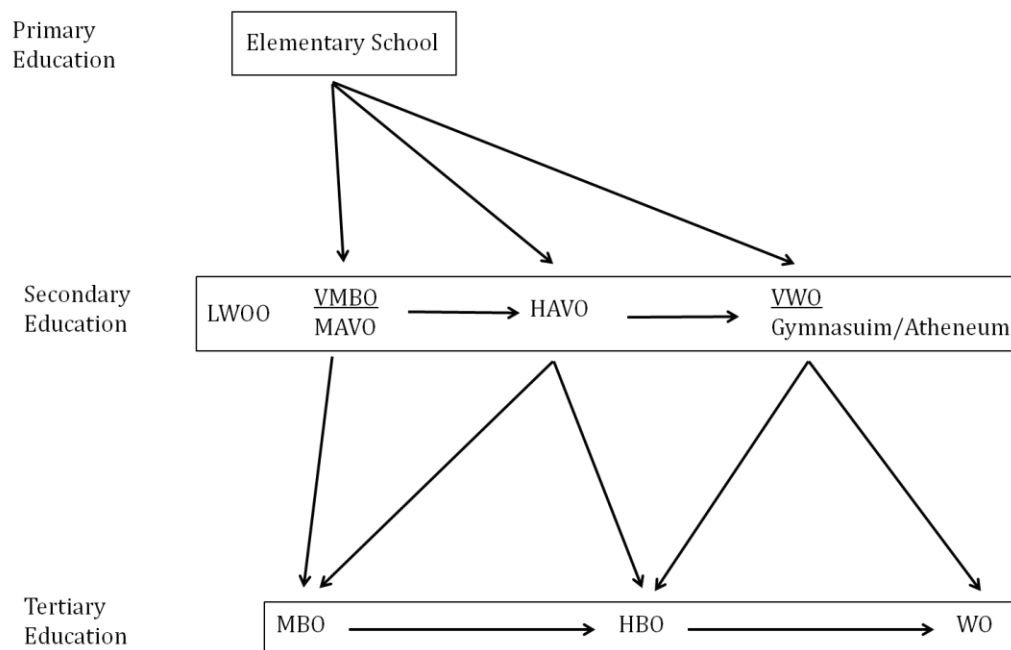 Primary
Education
Elementary School
Secondary
Education
LWOO
VMBO
MAVO
HAVO
VWO
Gymnasuim/Atheneum
Tertiary
Education
MBO
HBO
WO